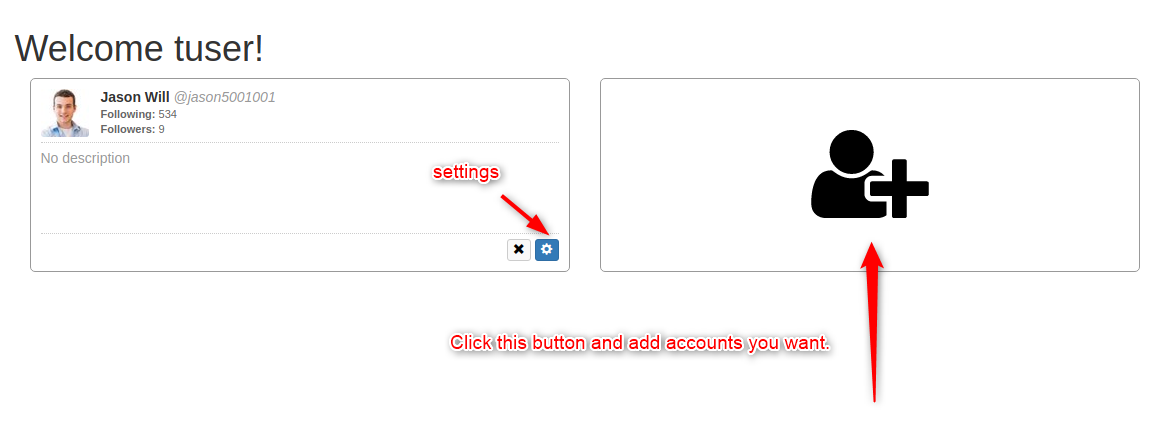 Welcome tuser!
Jason Will @jason5001001
Following: 534
Followers: 9
No description
settings
Click this button and add accounts you want.